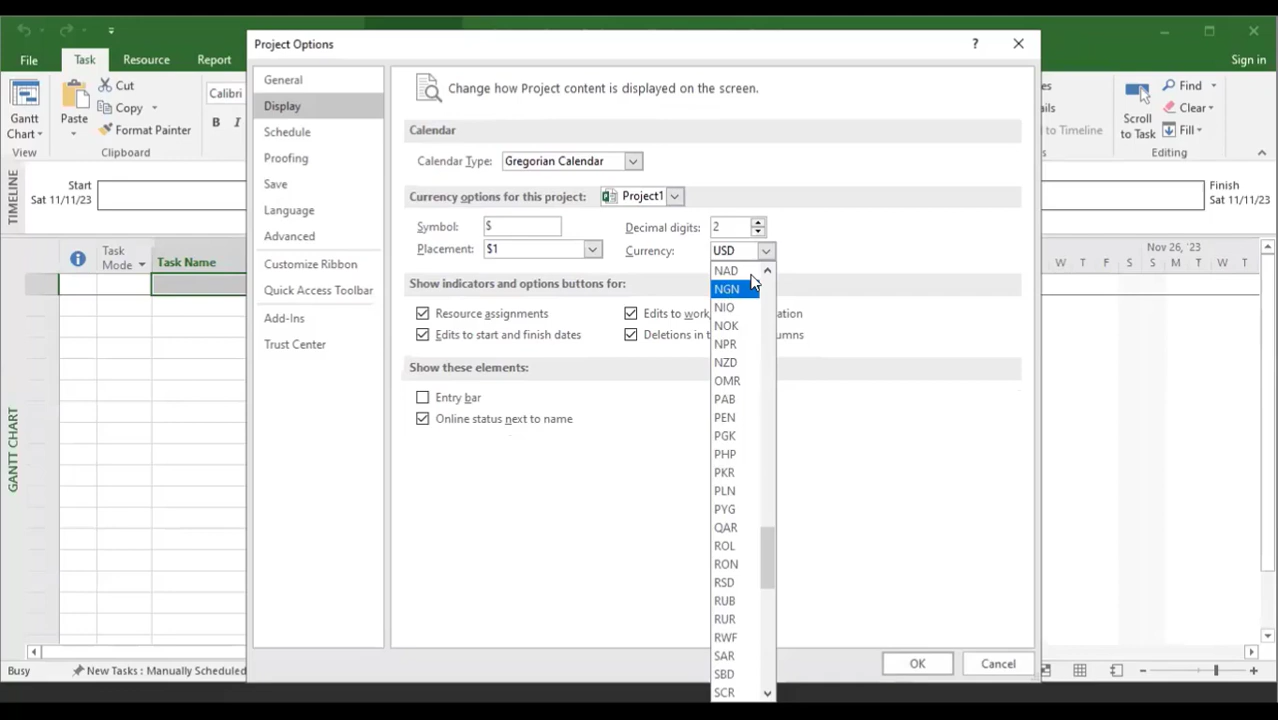 Project Options
?
File
Task
Resource
Report
Sign in
Gantt
Chart
View
Paste
Cut
Copy
Format Painter
Clipboard
Calibri
B I
Scroll
to Task
Find
Clear
Fill
to Timeline
Editing
TIMELINE
Start
Sat 11/11/23
Finish
Sat 11/11/23
Task
Mode
Task Name
Nov 26, '23
W T F S S M T W T
GANTT CHART
General
Display
Schedule
Proofing
Save
Language
Advanced
Customize Ribbon
Quick Access Toolbar
Add-Ins
Trust Center
Change how Project content is displayed on the screen.
Calendar
Calendar Type: Gregorian Calendar
Currency options for this project: Project1
Symbol: $
Decimal digits: 2
Placement: $1
Currency: USD
Show indicators and options buttons for:
Resource assignments
Edits to work,
Edits to start and finish dates
Deletions in
Show these elements:
Entry bar
Online status next to name
NAD
NGN
NIO
NOK
NPR
NZD
OMR
PAB
PEN
PGK
PHP
PKR
PLN
PYG
QAR
ROL
RON
RSD
RUB
RUR
RWF
SAR
SBD
SCR
OK
Cancel
Busy
New Tasks : Manually Scheduled